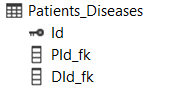 Patients_Diseases
Id
PId_fk
DId_fk